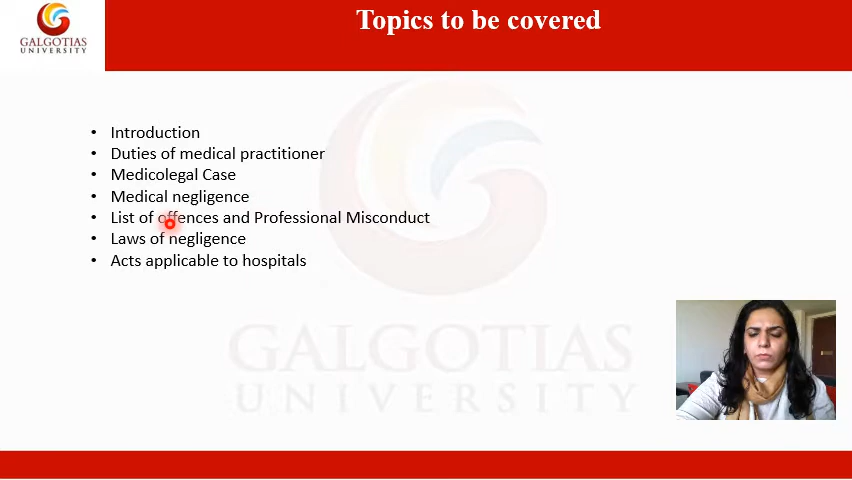 Topics to be covered
GALGOTIAS
UNIVERSITY
• Introduction
• Duties of medical practitioner
• Medicolegal Case
• Medical negligence
• List of offences and Professional Misconduct
• Laws of negligence
• Acts applicable to hospitals
GALGOTIAS
UNIVERSITY